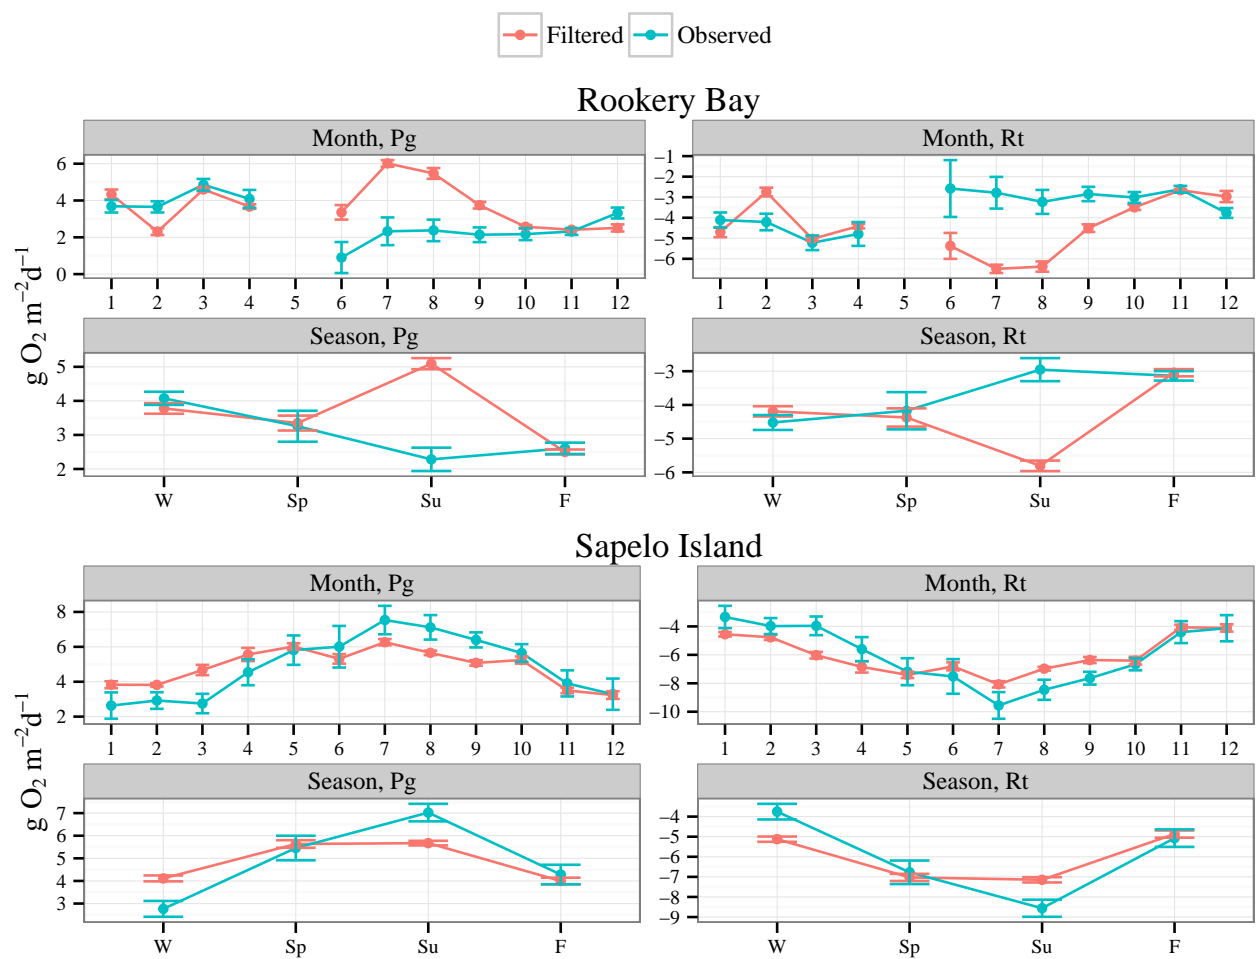 Filtered Observed
Rookery Bay
Month, Pg Month, Rt
6
4
2
0
−1
−2
−3
−4
−5
−6
1 2 3 4 5 6 7 8 9 10 11 12 1 2 3 4 5 6 7 8 9 10 11 12
g O₂ m⁻²d⁻¹
Season, Pg Season, Rt
5
4
3
2
−3
−4
−5
−6
W Sp Su F W Sp Su F
Sapelo Island
Month, Pg Month, Rt
8
6
4
2
−4
−6
−8
−10
1 2 3 4 5 6 7 8 9 10 11 12 1 2 3 4 5 6 7 8 9 10 11 12
g O₂ m⁻²d⁻¹
Season, Pg Season, Rt
7
6
5
4
3
−4
−5
−6
−7
−8
−9
W Sp Su F W Sp Su F